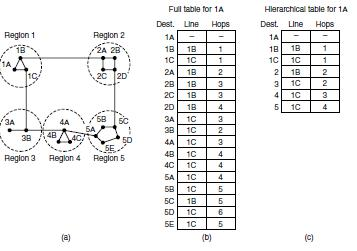 Region 1
Region 2
1B
1A
1C
2A 2B
2C 2D
3A
3B
4A
4B
4C
5A
5B
5C
5D
5E
Region 3
Region 4
Region 5
(a)
Full table for 1A
Dest. Line Hops
1A – –
1B 1B 1
1C 1C 1
2A 1B 2
2B 1B 3
2C 1B 3
2D 1B 4
3A 1C 3
3B 1C 2
4A 1C 3
4B 1C 4
4C 1C 4
5A 1C 4
5B 1C 5
5C 1B 5
5D 1C 6
5E 1C 5
(b)
Hierarchical table for 1A
Dest. Line Hops
1A – –
1B 1B 1
1C 1C 1
2 1B 2
3 1C 2
4 1C 3
5 1C 4
(c)